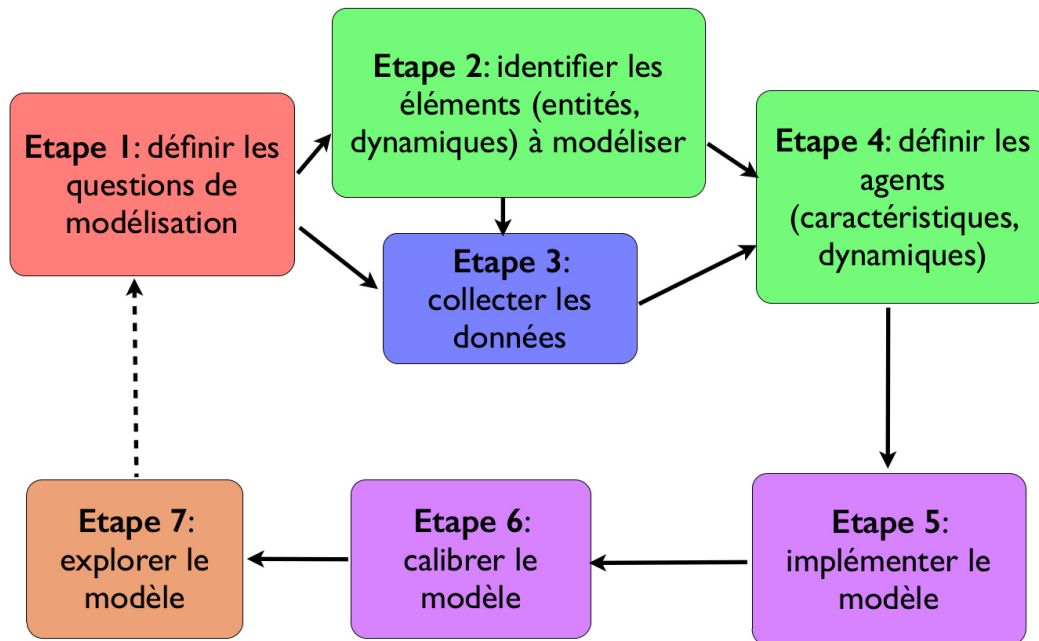 Etape 1: définir les
questions de
modélisation
Etape 2: identifier les
éléments (entités,
dynamiques) à modéliser
Etape 3:
collecter les
données
Etape 4: définir les
agents
(caractéristiques,
dynamiques)
Etape 5:
implémenter le
modèle
Etape 6:
calibrer le
modèle
Etape 7:
explorer le
modèle